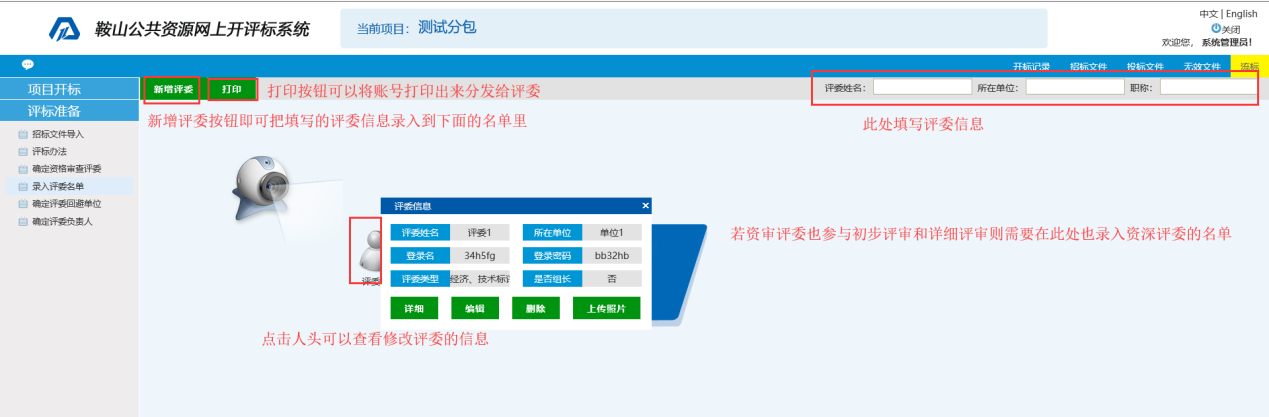 中文 | English
鞍山公共资源网上开评标系统
当前项目：测试分包
关闭
欢迎您，系统管理员！
开标记录 招标文件 投标文件 无效文件 流标
项目开标
新增评委 打印 打印按钮可以将账号打印出来分发给评委
评委姓名： 所在单位： 职称：
评标准备
新增评委按钮即可把填写的评委信息录入到下面的名单里
此处填写评委信息
招标文件导入
评标办法
确定资格审查评委
录入评委名单
确定评委回避单位
确定评委负责人
评委信息 ×
评委姓名 评委1 所在单位 单位1
若资审评委也参与初步评审和详细评审则需要在此处也录入资深评委的名单
登录名 34h5fg 登录密码 bb32hb
评委类型 经济、技术标评 是否组长 否
评委
详细 编辑 删除 上传照片
点击人头可以查看修改评委的信息